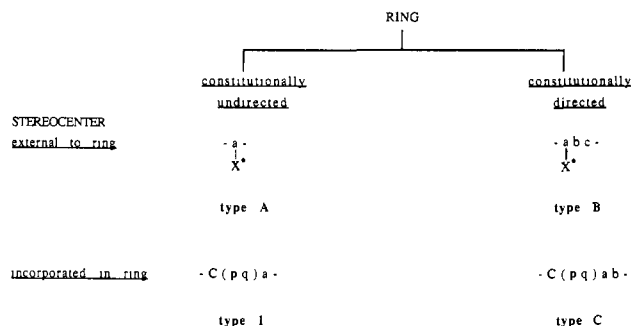 RING
constitutionally constitutionally
undirected directed
STEREOCENTER
external to ring - a - - a b c -
X* X*
type A type B
incorporated in ring - C ( p q ) a - - C ( p q ) a b -
type 1 type C